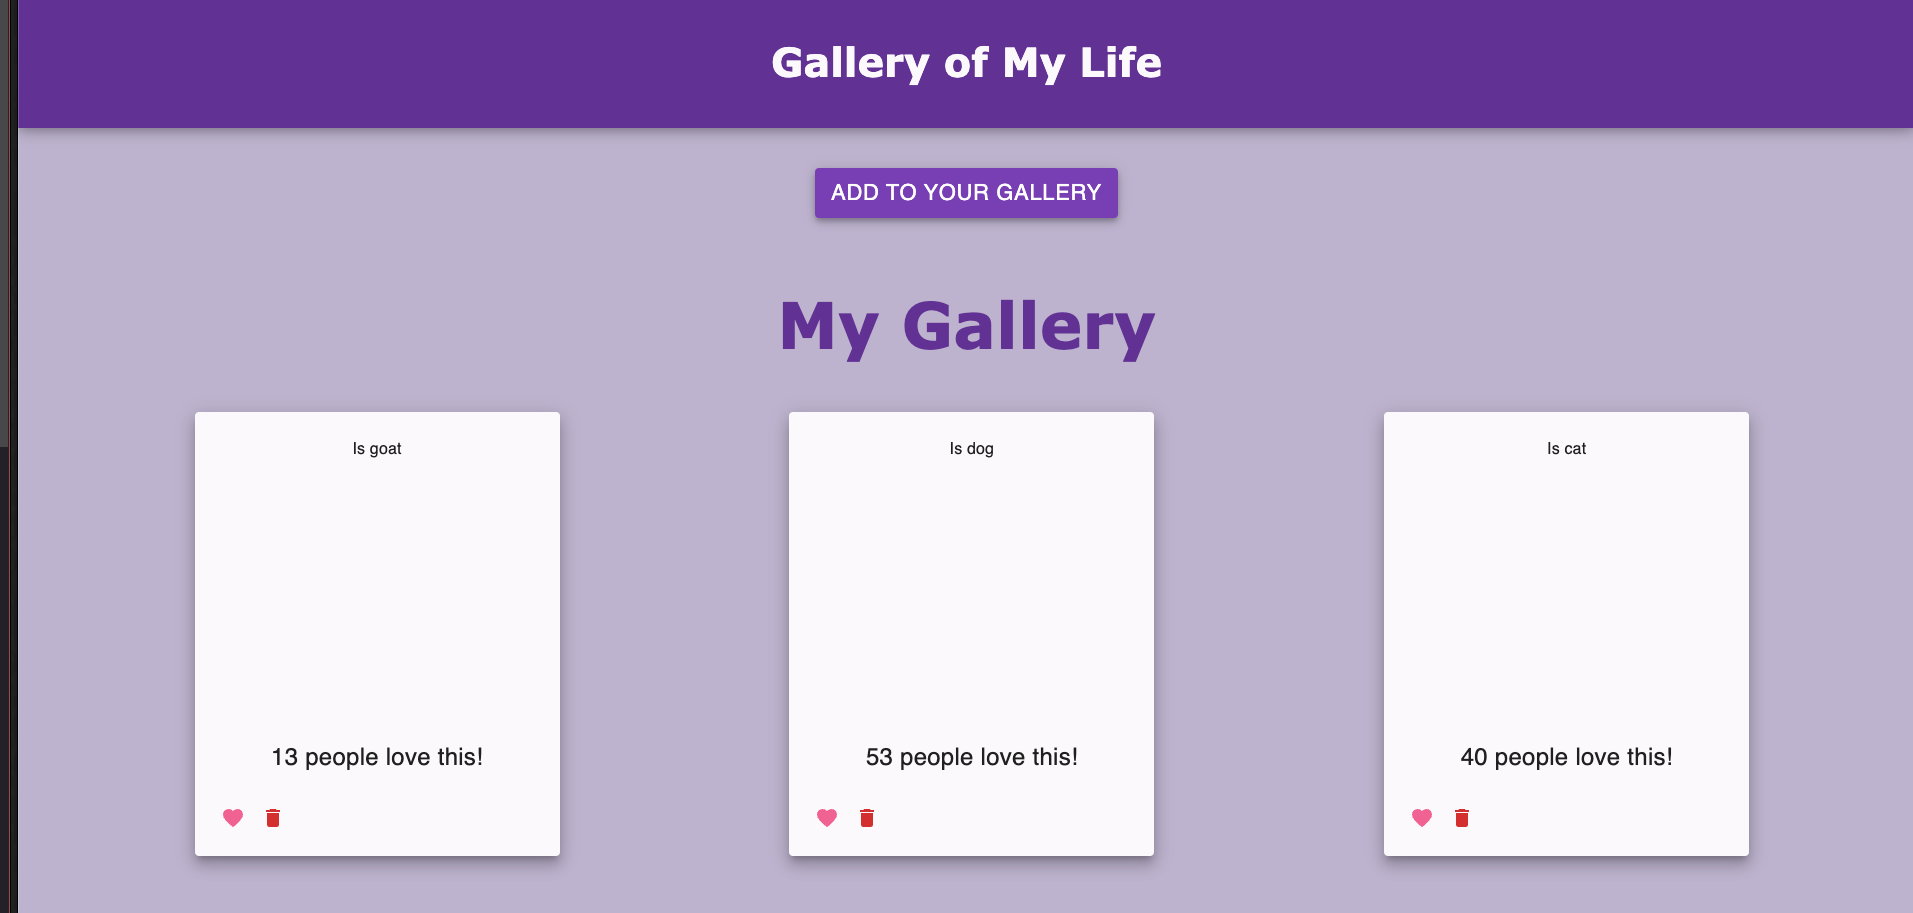 Gallery of My Life
ADD TO YOUR GALLERY
My Gallery
Is goat
Is dog
Is cat
13 people love this!
53 people love this!
40 people love this!